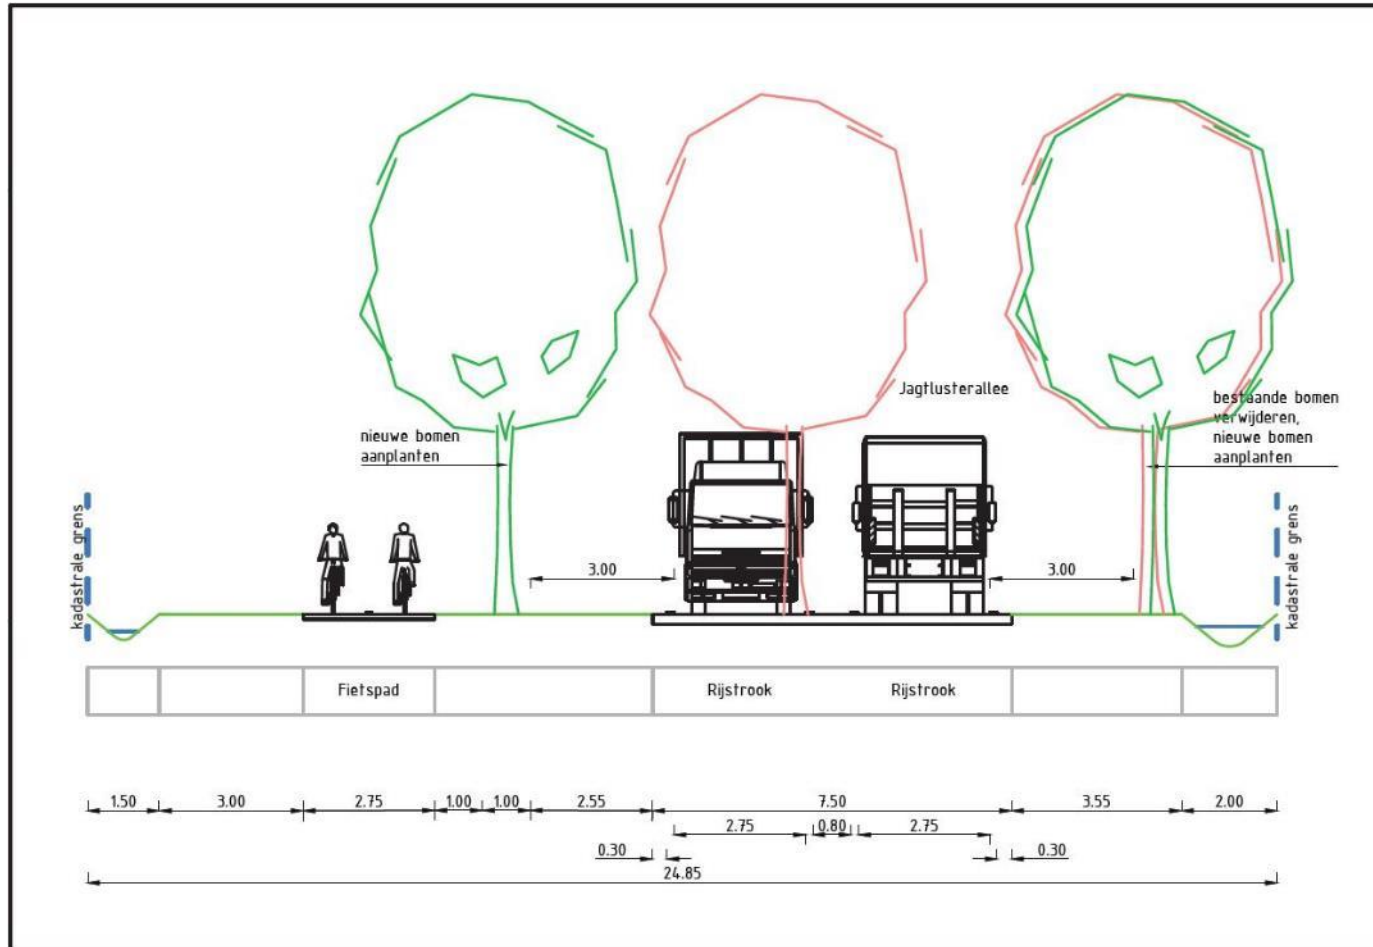 Jagtlusterallee
bestaande bomen
verwijderen,
nieuwe bomen
aanplanten
nieuwe bomen
aanplanten
kadastrale grens
kadastrale grens
3.00
3.00
Fietspad
Rijstrook
Rijstrook
1.50
3.00
2.75
1.00
1.00
2.55
7.50
3.55
2.00
2.75
0.80
2.75
0.30
0.30
24.85